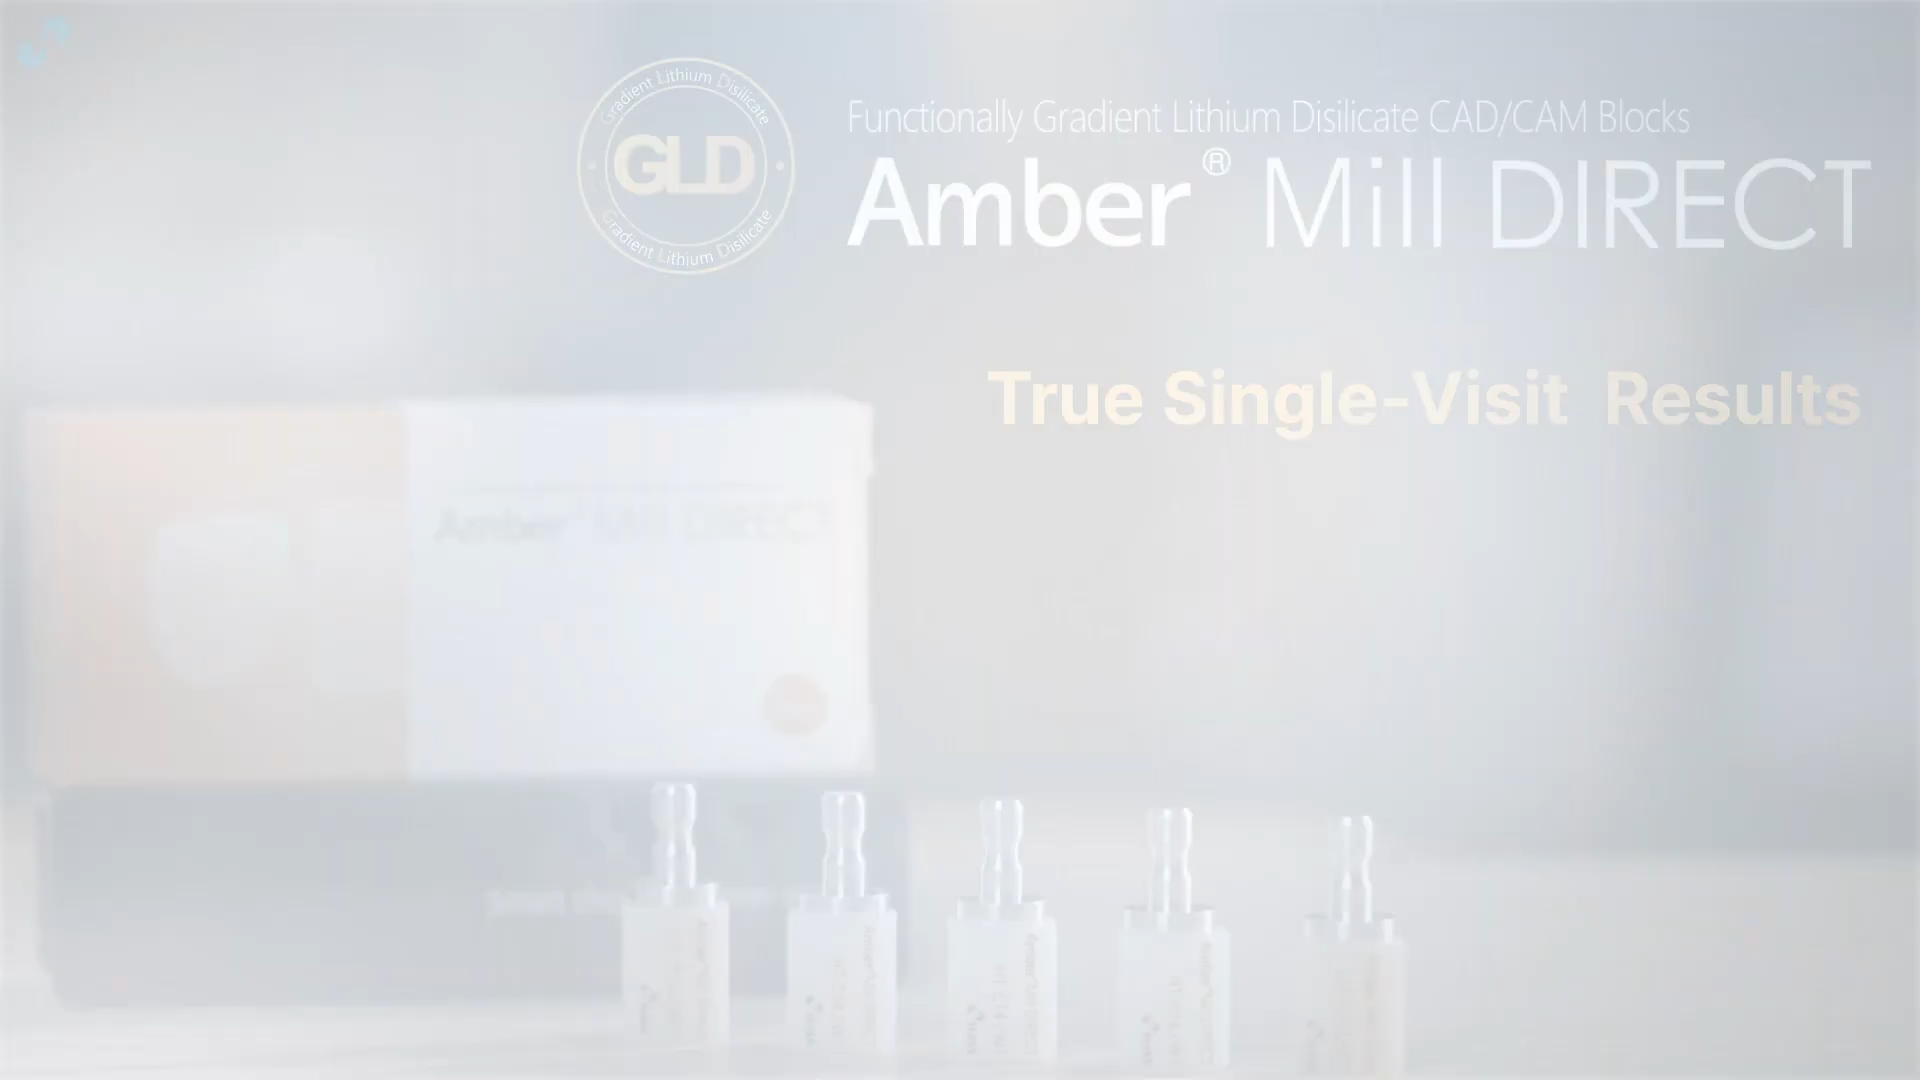 Gradient Lithium Disilicate
GLD
Gradient Lithium Disilicate
Functionally Gradient Lithium Disilicate CAD/CAM Blocks
Amber® Mill DIRECT
True Single-Visit Results
Amber® Mill DIRECT